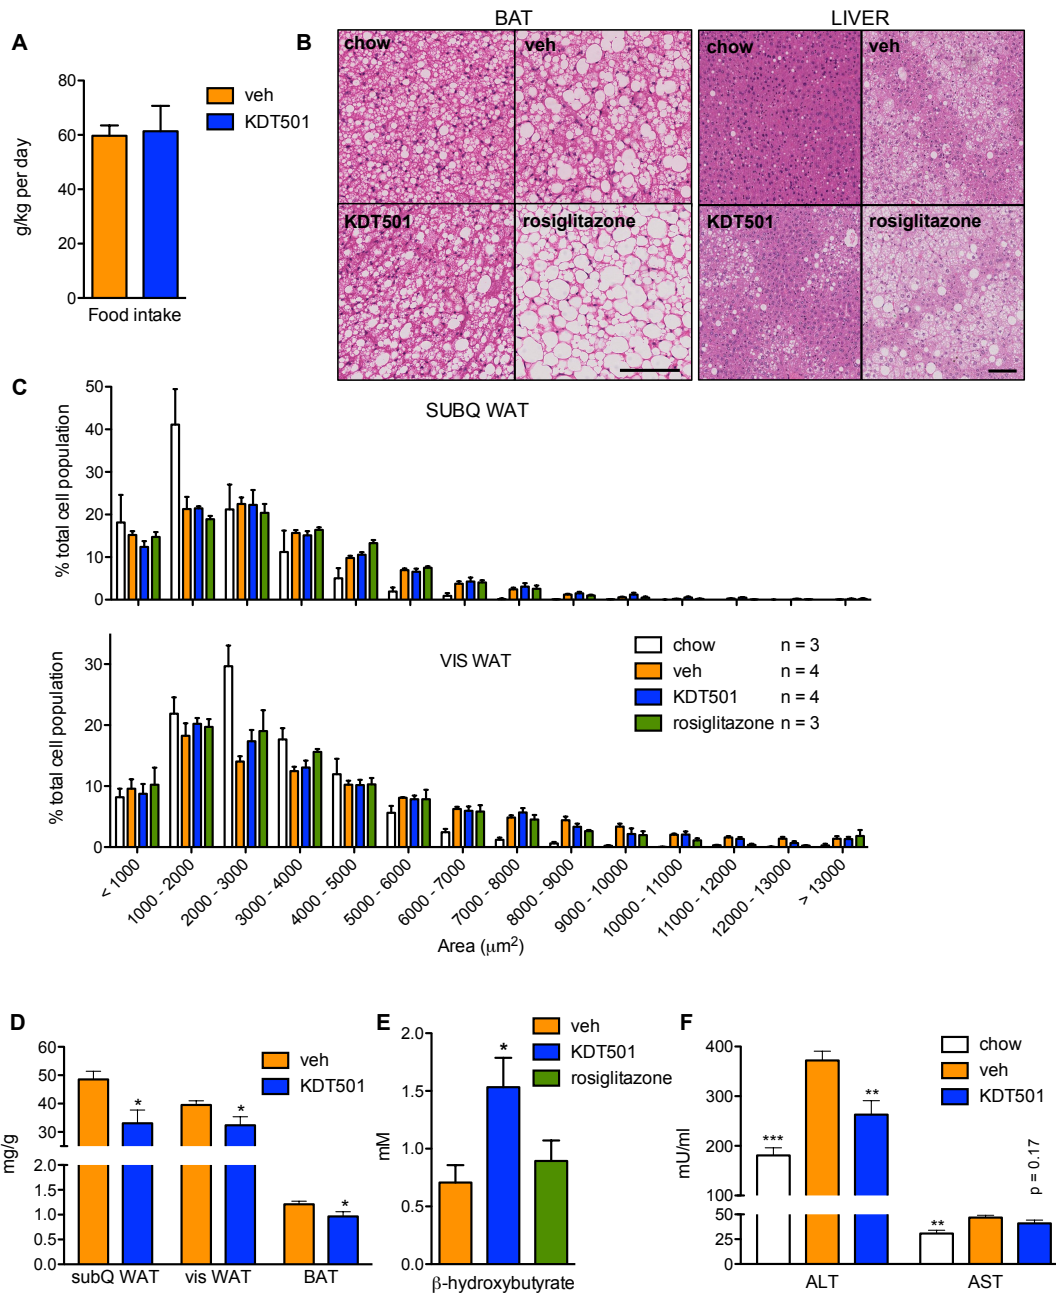 A
80
60
40
20
0
g/kg per day
Food intake
veh
KDT501
B
BAT
LIVER
chow
veh
chow
veh
KDT501
rosiglitazone
KDT501
rosiglitazone
C
SUBQ WAT
50
40
30
20
10
0
% total cell population
VIS WAT
30
20
10
0
% total cell population
chow n = 3
veh n = 4
KDT501 n = 4
rosiglitazone n = 3
< 1000
1000 - 2000
2000 - 3000
3000 - 4000
4000 - 5000
5000 - 6000
6000 - 7000
7000 - 8000
8000 - 9000
9000 - 10000
10000 - 11000
11000 - 12000
12000 - 13000
> 13000
Area (μm²)
D
60
50
40
30
2.0
1.5
1.0
0.5
0.0
mg/g
veh
KDT501
*
*
*
subQ WAT
vis WAT
BAT
E
2.0
1.5
1.0
0.5
0.0
mM
veh
KDT501
rosiglitazone
*
β-hydroxybutyrate
F
400
300
200
100
50
25
0
mU/ml
chow
veh
KDT501
***
**
**
p = 0.17
ALT
AST